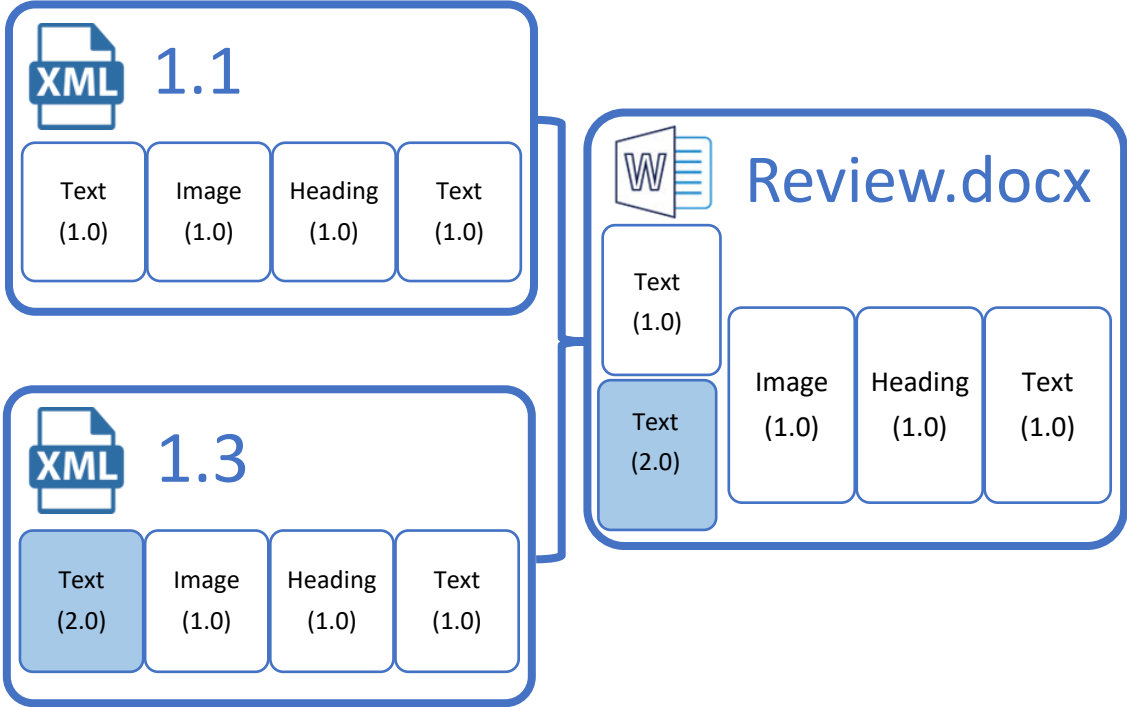 XML
1.1
Text
(1.0)
Image
(1.0)
Heading
(1.0)
Text
(1.0)
XML
1.3
Text
(2.0)
Image
(1.0)
Heading
(1.0)
Text
(1.0)
W
Review.docx
Text
(1.0)
Text
(2.0)
Image
(1.0)
Heading
(1.0)
Text
(1.0)